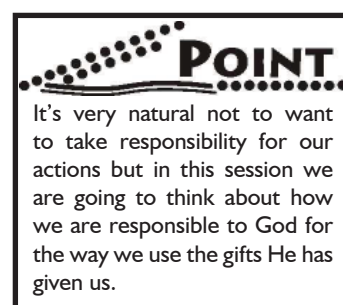 POINT
It's very natural not to want
to take responsibility for our
actions but in this session we
are going to think about how
we are responsible to God for
the way we use the gifts He has
given us.